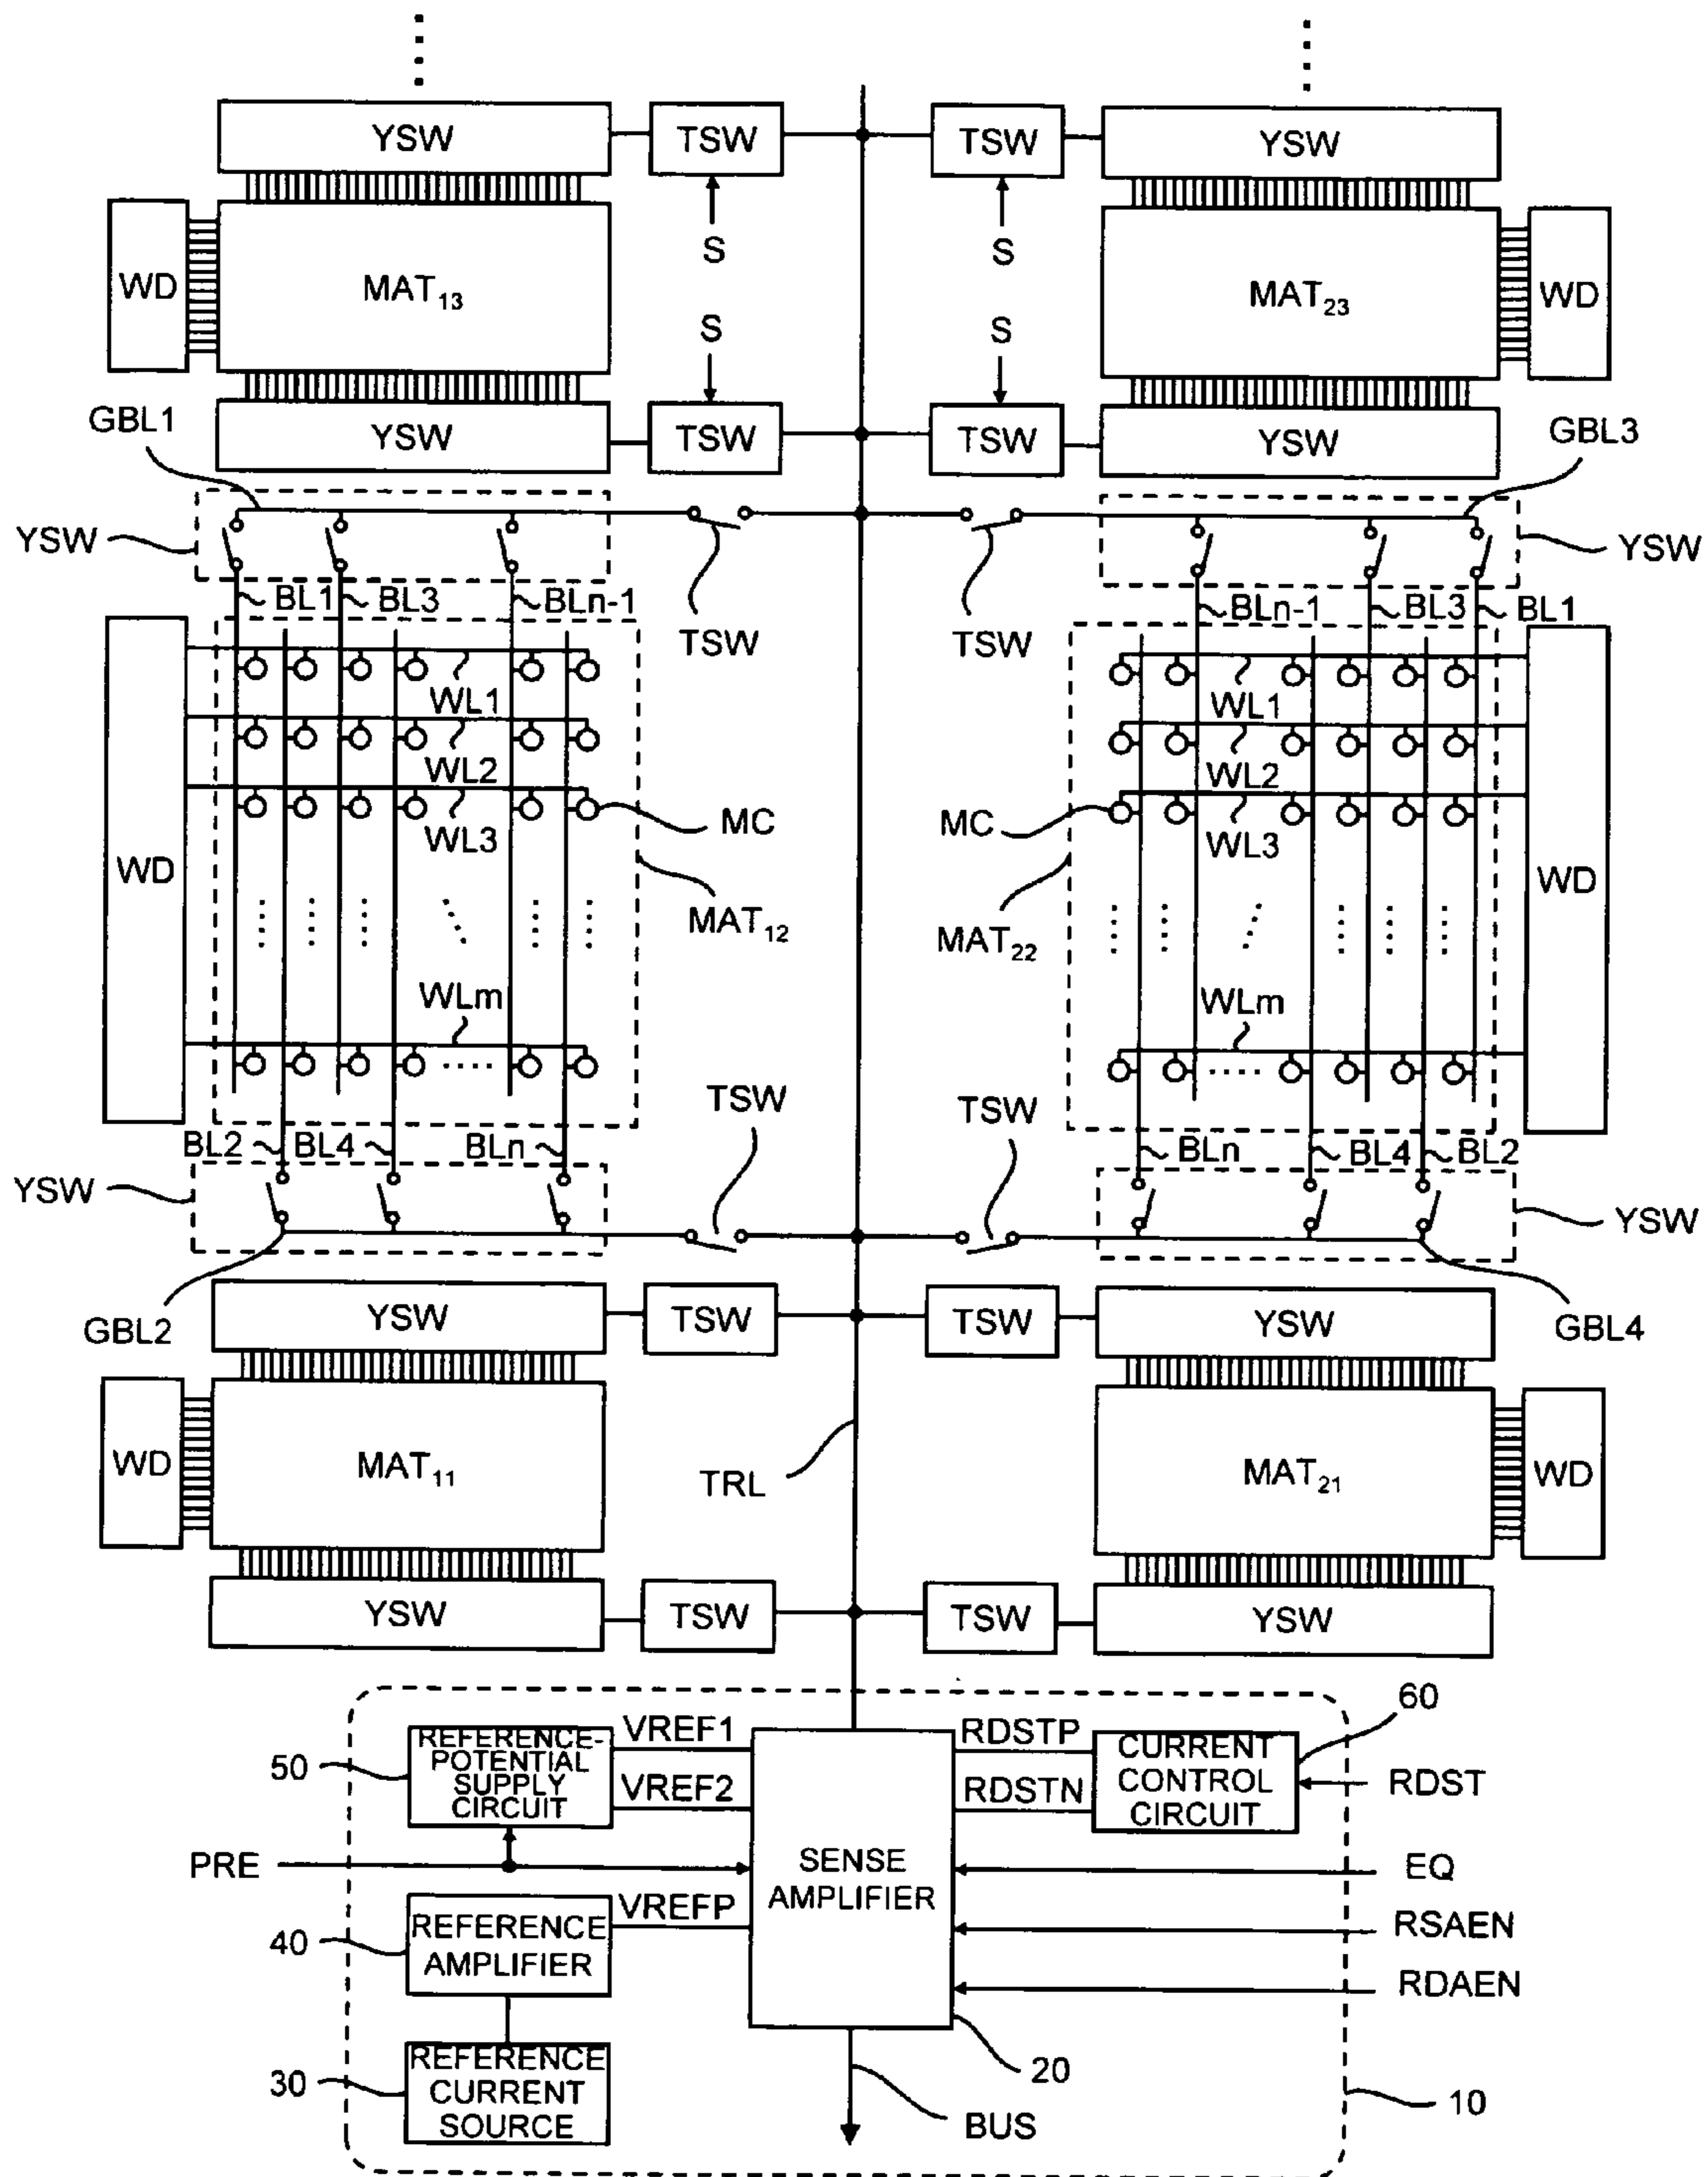 YSW TSW TSW YSW
S S
WD MAT13 MAT23 WD
S S
GBL1 YSW TSW TSW YSW GBL3
YSW YSW
BL1 BL3 BLn-1 BLn-1 BL3 BL1
TSW TSW
WL1 WL1
WL2 WL2
WL3 MC MC WL3
WD WD
MAT12 MAT22
WLm WLm
TSW TSW
BL2 BL4 BLn BLn BL4 BL2
YSW YSW
GBL2 YSW TSW TSW YSW GBL4
WD MAT11 TRL MAT21 WD
YSW TSW TSW YSW
60
50
REFERENCE-
POTENTIAL
SUPPLY
CIRCUIT
VREF1
VREF2
RDSTP
RDSTN
CURRENT
CONTROL
CIRCUIT
RDST
PRE
SENSE
AMPLIFIER
EQ
VREFP
RSAEN
40
REFERENCE
AMPLIFIER
RDAEN
20
30
REFERENCE
CURRENT
SOURCE
BUS
10